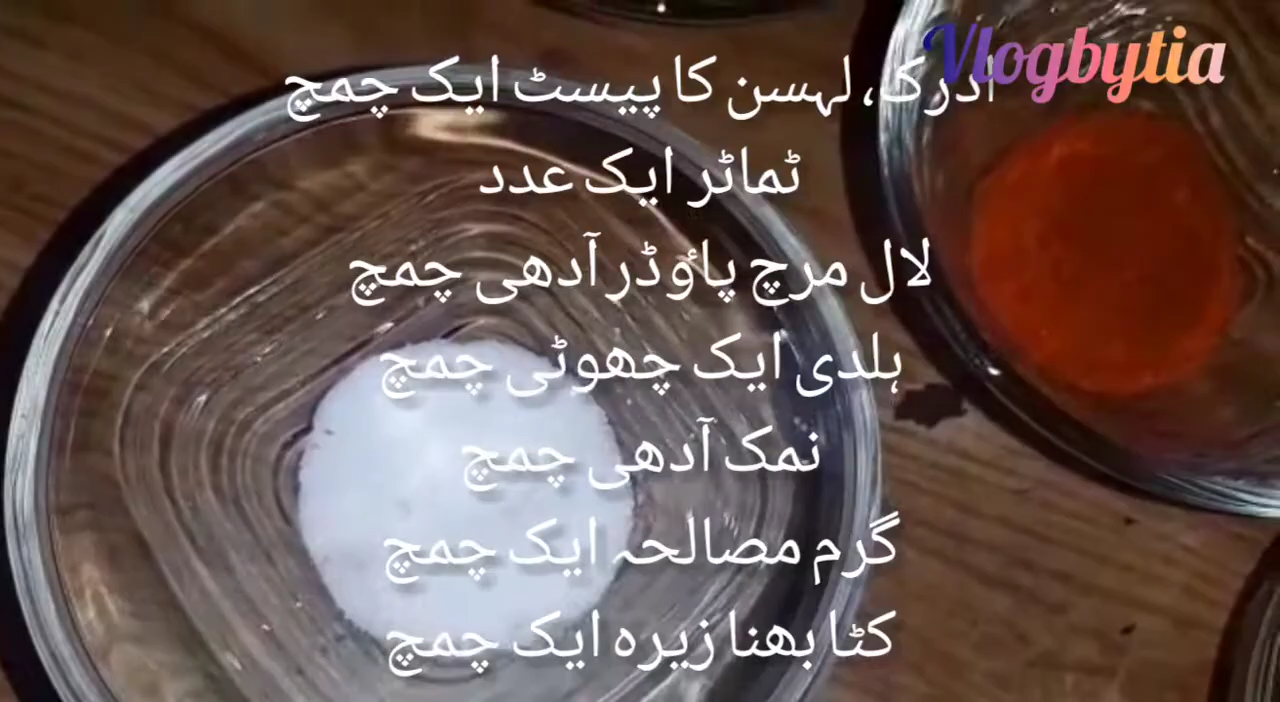 Vlogbytia
ادرک، لہسن کا پیسٹ ایک چمچ
ٹماٹر ایک عدد
لال مرچ پاؤڈر آدھی چمچ
ہلدی ایک چھوٹی چمچ
نمک آدھی چمچ
گرم مصالحہ ایک چمچ
کٹا بھنا زیرہ ایک چمچ